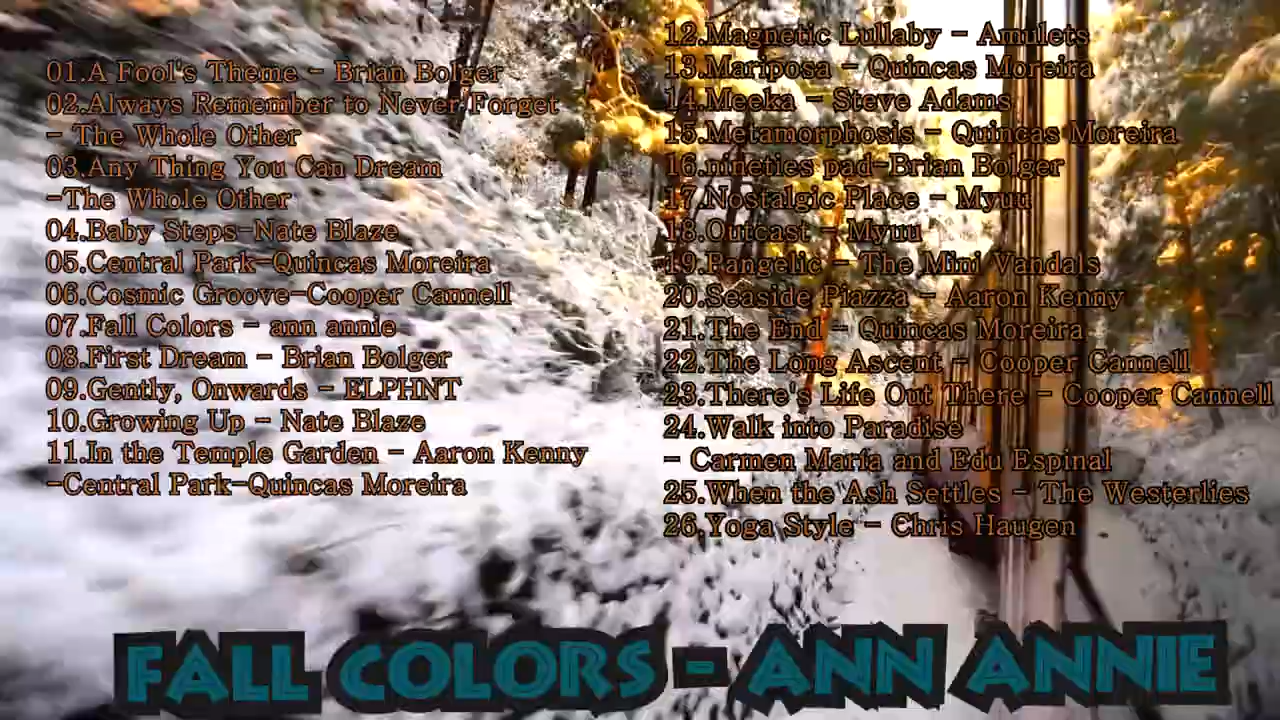 01.A Fool's Theme - Brian Bolger
02.Always Remember to Never Forget
- The Whole Other
03.Any Thing You Can Dream
-The Whole Other
04.Baby Steps-Nate Blaze
05.Central Park-Quincas Moreira
06.Cosmic Groove-Cooper Cannell
07.Fall Colors - ann annie
08.First Dream - Brian Bolger
09.Gently, Onwards - ELPHNT
10.Growing Up - Nate Blaze
11.In the Temple Garden - Aaron Kenny
-Central Park-Quincas Moreira
12.Magnetic Lullaby - Amulets
13.Mariposa - Quincas Moreira
14.Meeka - Steve Adams
15.Metamorphosis - Quincas Moreira
16.nineties pad-Brian Bolger
17.Nostalgic Place - Myuu
18.Outcast - Myuu
19.Pangelic - The Mini Vandals
20.Seaside Piazza - Aaron Kenny
21.The End - Quincas Moreira
22.The Long Ascent - Cooper Cannell
23.There's Life Out There - Cooper Cannell
24.Walk into Paradise
- Carmen María and Edu Espinal
25.When the Ash Settles - The Westerlies
26.Yoga Style - Chris Haugen
FALL COLORS - ANN ANNIE